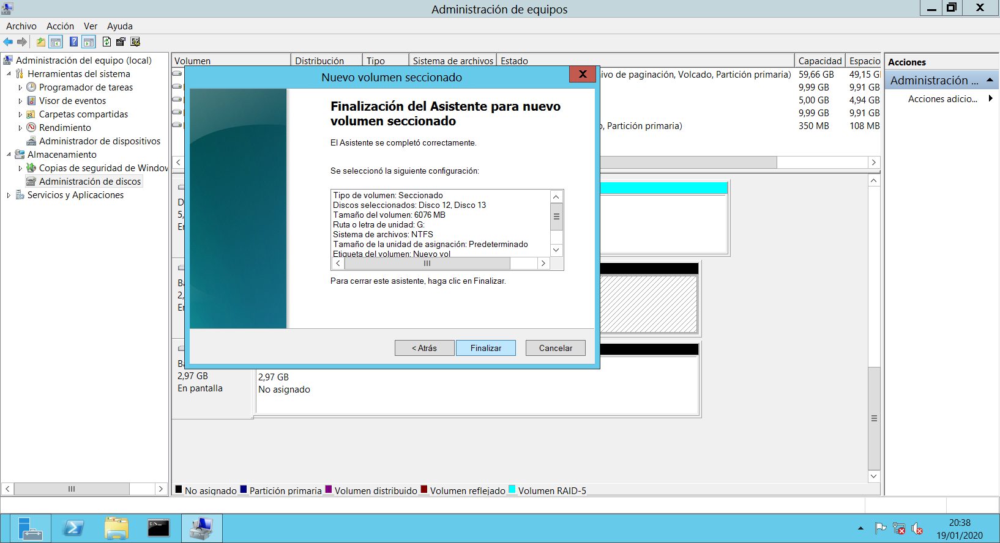 Administración de equipos
Archivo Acción Ver Ayuda
Administración del equipo (local)
Herramientas del sistema
Programador de tareas
Visor de eventos
Carpetas compartidas
Rendimiento
Administrador de dispositivos
Almacenamiento
Copias de seguridad de Window
Administración de discos
Servicios y Aplicaciones
Volumen Distribución Tipo Sistema de archivos Estado Capacidad Espacio
ivo de paginación, Volcado, Partición primaria) 59,66 GB 49,15 GI
9,99 GB 9,91 GB
5,00 GB 4,94 GB
9,99 GB 9,91 GB
, Partición primaria) 350 MB 108 MB
Nuevo volumen seccionado
Finalización del Asistente para nuevo
volumen seccionado
El Asistente se completó correctamente.
Se seleccionó la siguiente configuración:
Tipo de volumen: Seccionado
Discos seleccionados: Disco 12, Disco 13
Tamaño del volumen: 6076 MB
Ruta o letra de unidad: G:
Sistema de archivos: NTFS
Tamaño de la unidad de asignación: Predeterminado
Etiqueta del volumen: Nuevo vol
Para cerrar este asistente, haga clic en Finalizar.
< Atrás Finalizar Cancelar
D
5,
En
Ba
2,
En
Ba
2,97 GB
En pantalla
2,97 GB
No asignado
No asignado Partición primaria Volumen distribuido Volumen reflejado Volumen RAID-5
Acciones
Administración ...
Acciones adicio...
20:38
19/01/2020